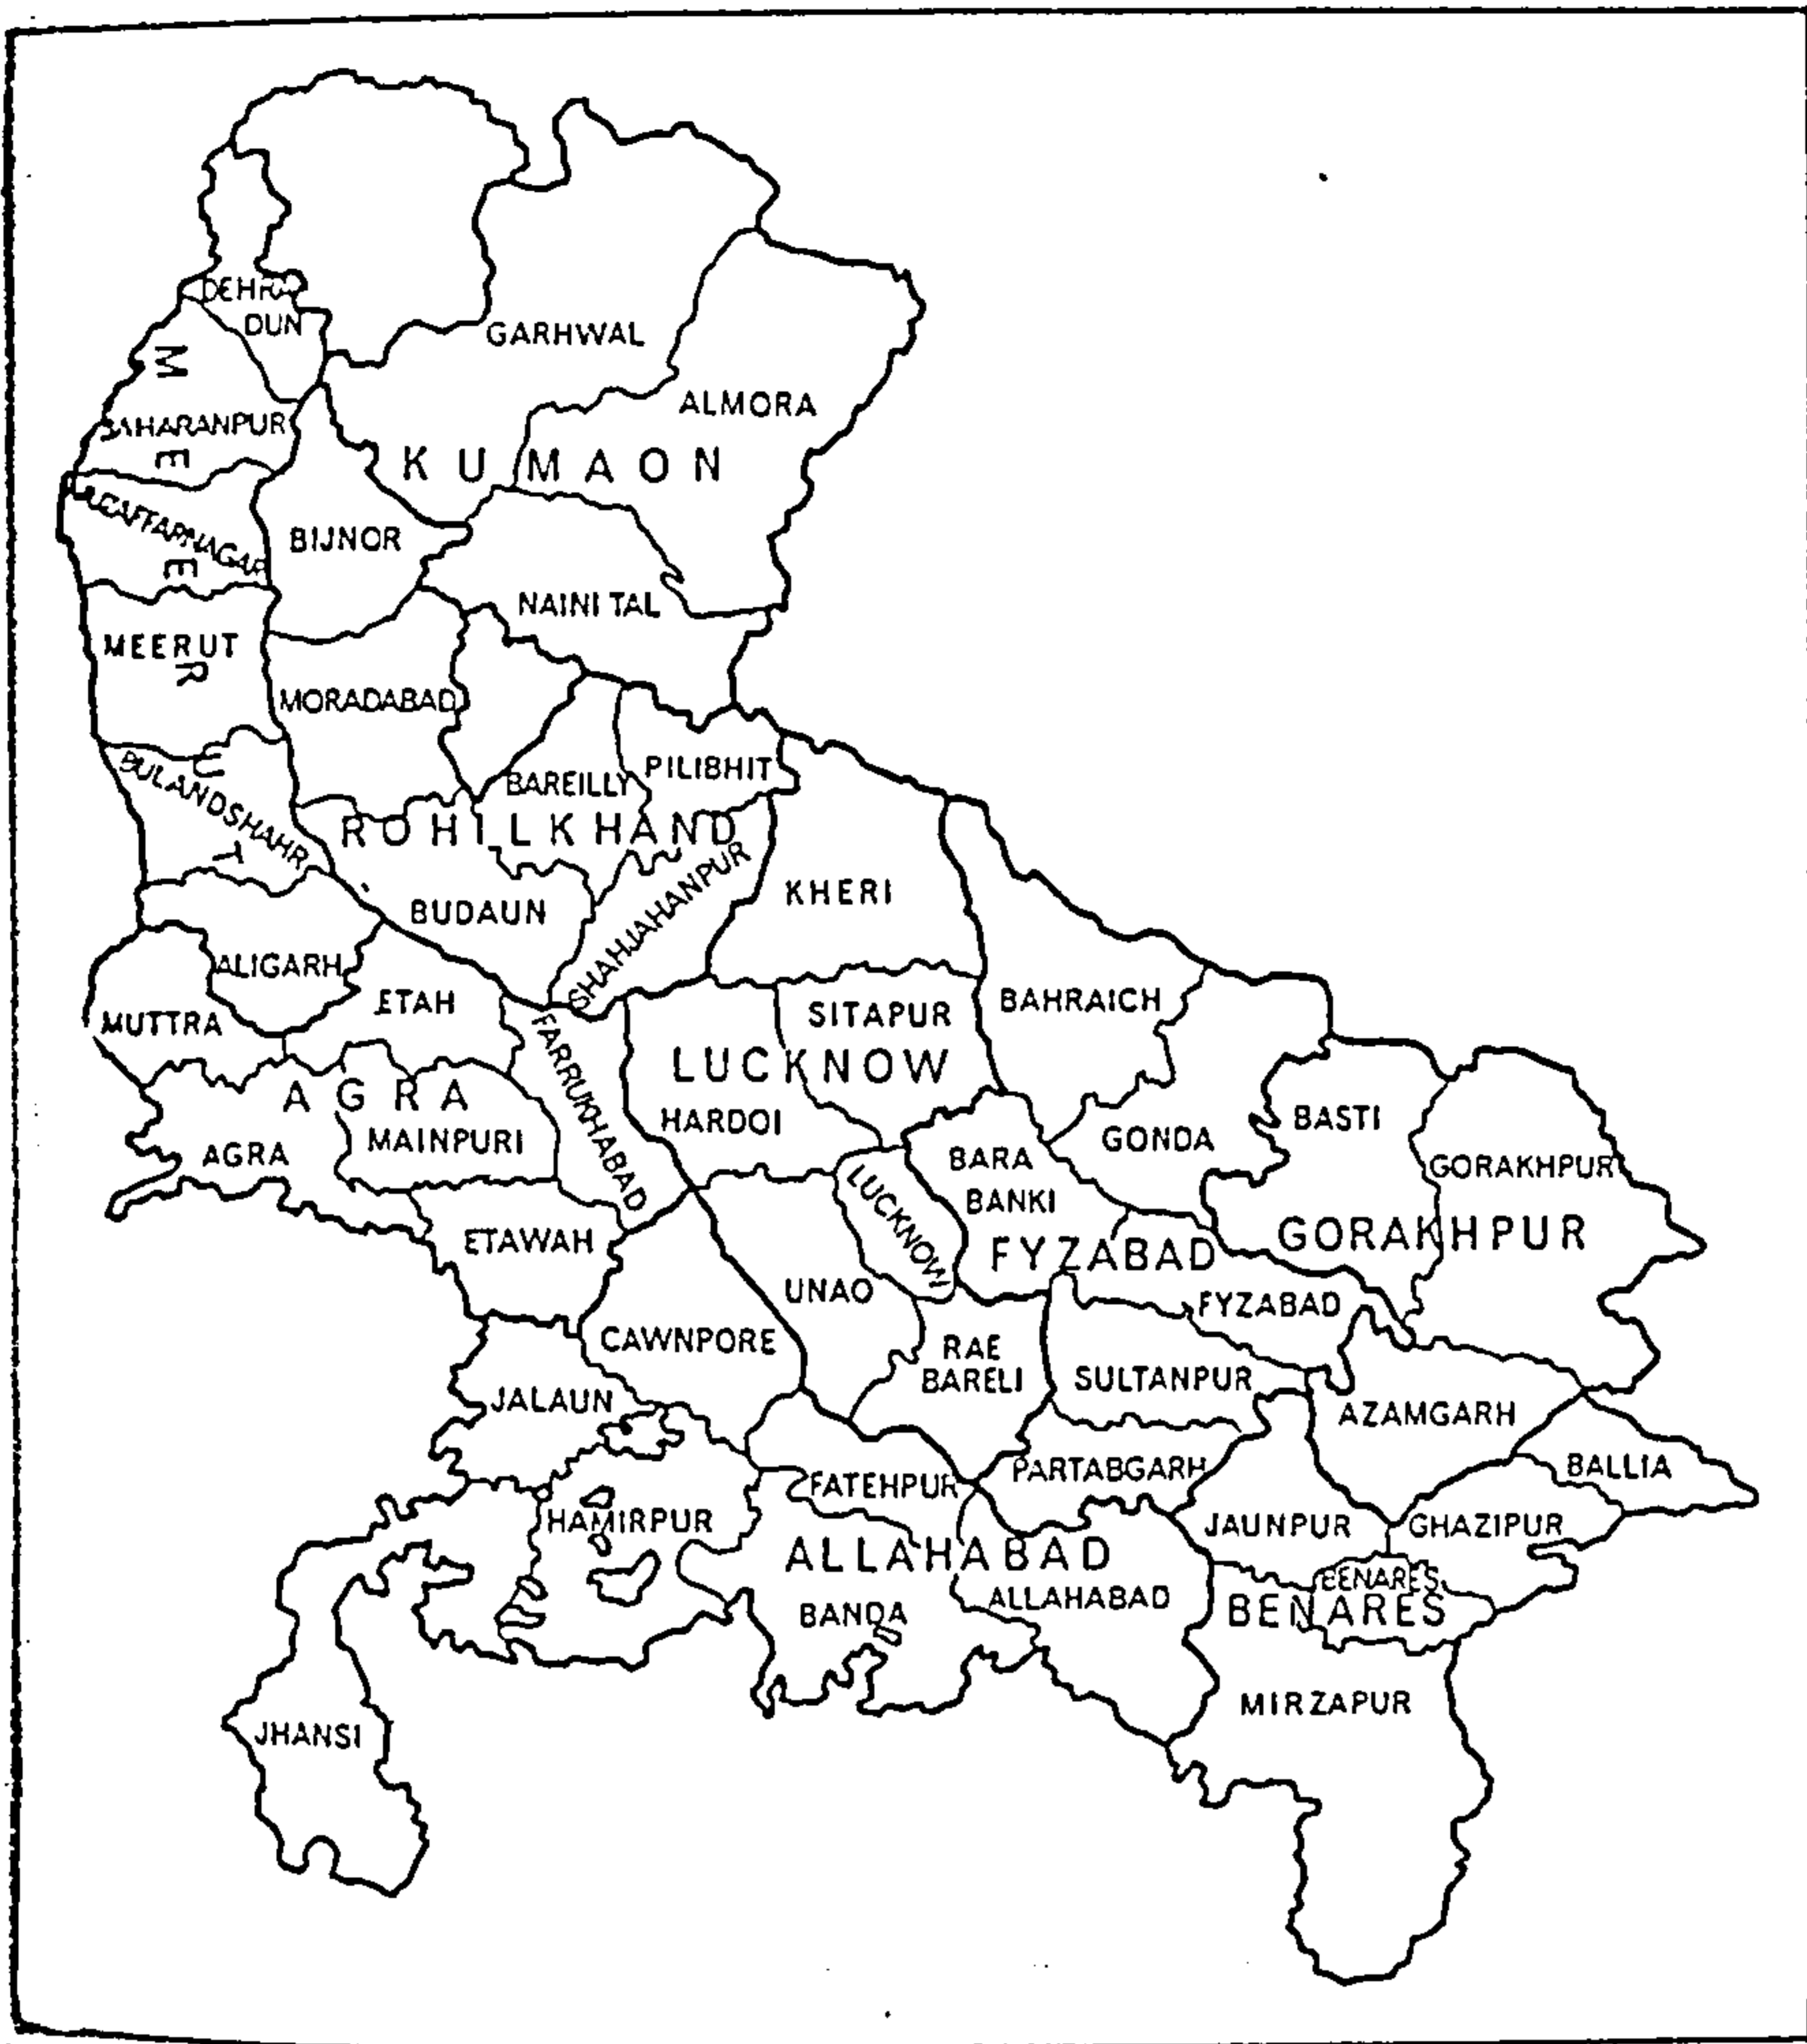 DEHRA
DUN
GARHWAL
ALMORA
SAHARANPUR
KUMAON
MUZAFFARNAGAR
BIJNOR
NAINI TAL
MEERUT
MEERUT
MORADABAD
BULANDSHAHR
BAREILLY
PILIBHIT
ROHILKHAND
SHAHJAHANPUR
KHERI
BUDAUN
ALIGARH
ETAH
MUTTRA
SITAPUR
BAHRAICH
FARRUKHABAD
LUCKNOW
AGRA
HARDOI
MAINPURI
AGRA
BASTI
GONDA
BARA
BANKI
GORAKHPUR
LUCKNOW
ETAWAH
FYZABAD
GORAKHPUR
UNAO
FYZABAD
CAWNPORE
RAE
BARELI
SULTANPUR
JALAUN
AZAMGARH
PARTABGARH
BALLIA
FATEHPUR
HAMIRPUR
JAUNPUR
GHAZIPUR
ALLAHABAD
BENARES
ALLAHABAD
BANDA
BENARES
MIRZAPUR
JHANSI